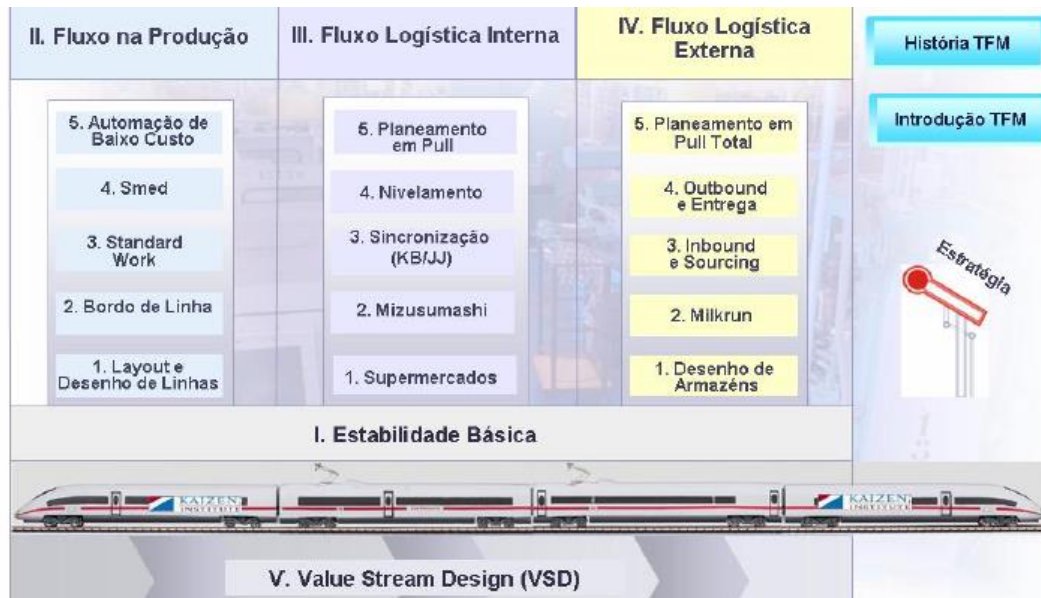 II. Fluxo na Produção
III. Fluxo Logística Interna
IV. Fluxo Logística
Externa
História TFM
Introdução TFM
5. Automação de
Baixo Custo
4. Smed
3. Standard
Work
2. Bordo de Linha
1. Layout e
Desenho de Linhas
5. Planeamento
em Pull
4. Nivelamento
3. Sincronização
(KB/JJ)
2. Mizusumashi
1. Supermercados
5. Planeamento em
Pull Total
4. Outbound
e Entrega
3. Inbound
e Sourcing
2. Milkrun
1. Desenho de
Armazéns
Estratégia
I. Estabilidade Básica
KAIZEN
INSTITUTE
KAIZEN
INSTITUTE
V. Value Stream Design (VSD)